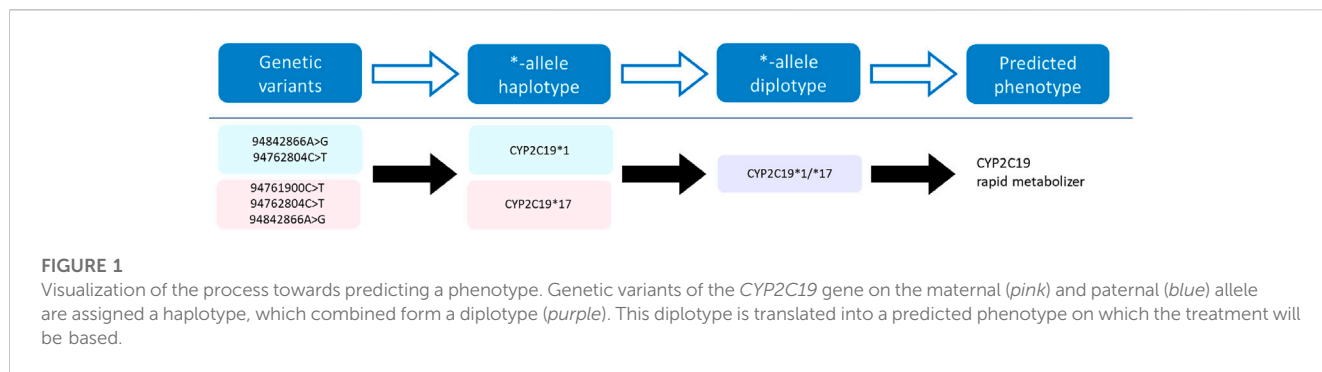 Genetic variants
*-allele haplotype
*-allele diplotype
Predicted phenotype
94842866A>G
94762804C>T
CYP2C19*1
94761900C>T
94762804C>T
94842866A>G
CYP2C19*17
CYP2C19*1/*17
CYP2C19
rapid metabolizer
FIGURE 1
Visualization of the process towards predicting a phenotype. Genetic variants of the CYP2C19 gene on the maternal (pink) and paternal (blue) allele
are assigned a haplotype, which combined form a diplotype (purple). This diplotype is translated into a predicted phenotype on which the treatment will
be based.